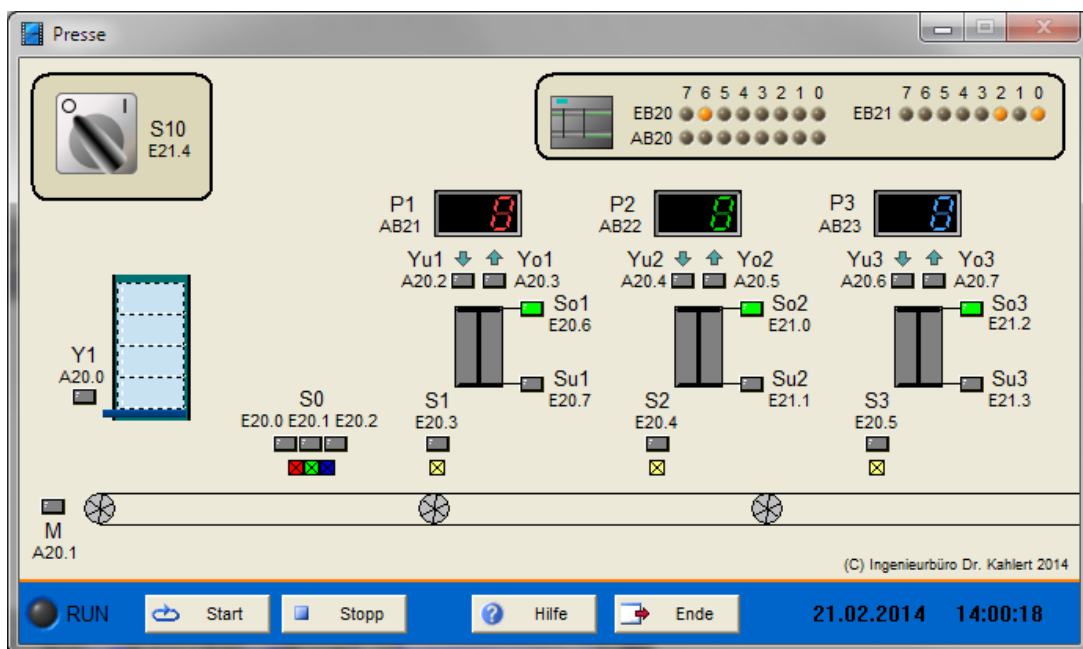 Presse
O I
S10
E21.4
7 6 5 4 3 2 1 0
7 6 5 4 3 2 1 0
EB20
EB21
AB20
P1
AB21
8
P2
AB22
8
P3
AB23
8
Yu1 Yo1
A20.2 A20.3
Yu2 Yo2
A20.4 A20.5
Yu3 Yo3
A20.6 A20.7
So1
E20.6
So2
E21.0
So3
E21.2
Y1
A20.0
Su1
E20.7
Su2
E21.1
Su3
E21.3
S0
E20.0 E20.1 E20.2
S1
E20.3
S2
E20.4
S3
E20.5
M
A20.1
(C) Ingenieurbüro Dr. Kahlert 2014
RUN Start Stopp Hilfe Ende 21.02.2014 14:00:18